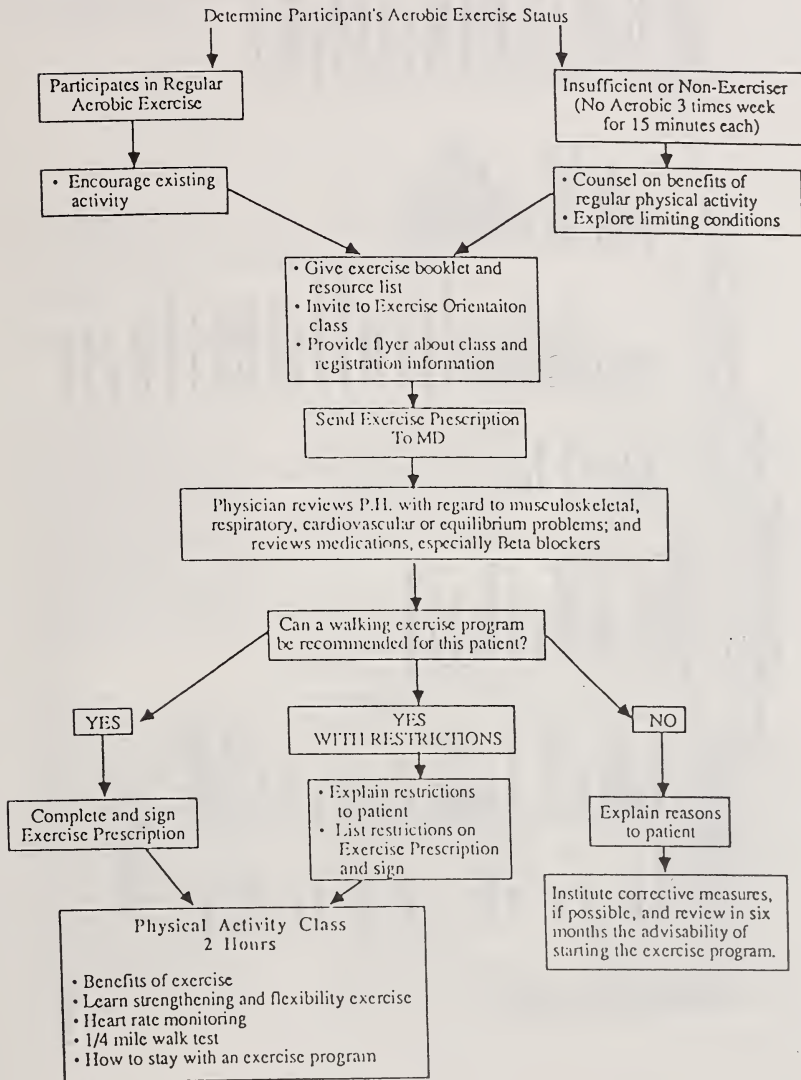 Determine Participant's Aerobic Exercise Status
Participates in Regular
Aerobic Exercise
Insufficient or Non-Exerciser
(No Aerobic 3 times week
for 15 minutes each)
• Encourage existing
activity
• Counsel on benefits of
regular physical activity
• Explore limiting conditions
• Give exercise booklet and
resource list
• Invite to Exercise Orientaiton
class
• Provide flyer about class and
registration information
Send Exercise Prescription
To MD
Physician reviews P.H. with regard to musculoskeletal,
respiratory, cardiovascular or equilibrium problems; and
reviews medications, especially Beta blockers
Can a walking exercise program
be recommended for this patient?
YES
YES
WITH RESTRICTIONS
NO
Complete and sign
Exercise Prescription
• Explain restrictions
to patient
• List restrictions on
Exercise Prescription
and sign
Explain reasons
to patient
Institute corrective measures,
if possible, and review in six
months the advisability of
starting the exercise program.
Physical Activity Class
2 Hours
• Benefits of exercise
• Learn strengthening and flexibility exercise
• Heart rate monitoring
• 1/4 mile walk test
• How to stay with an exercise program